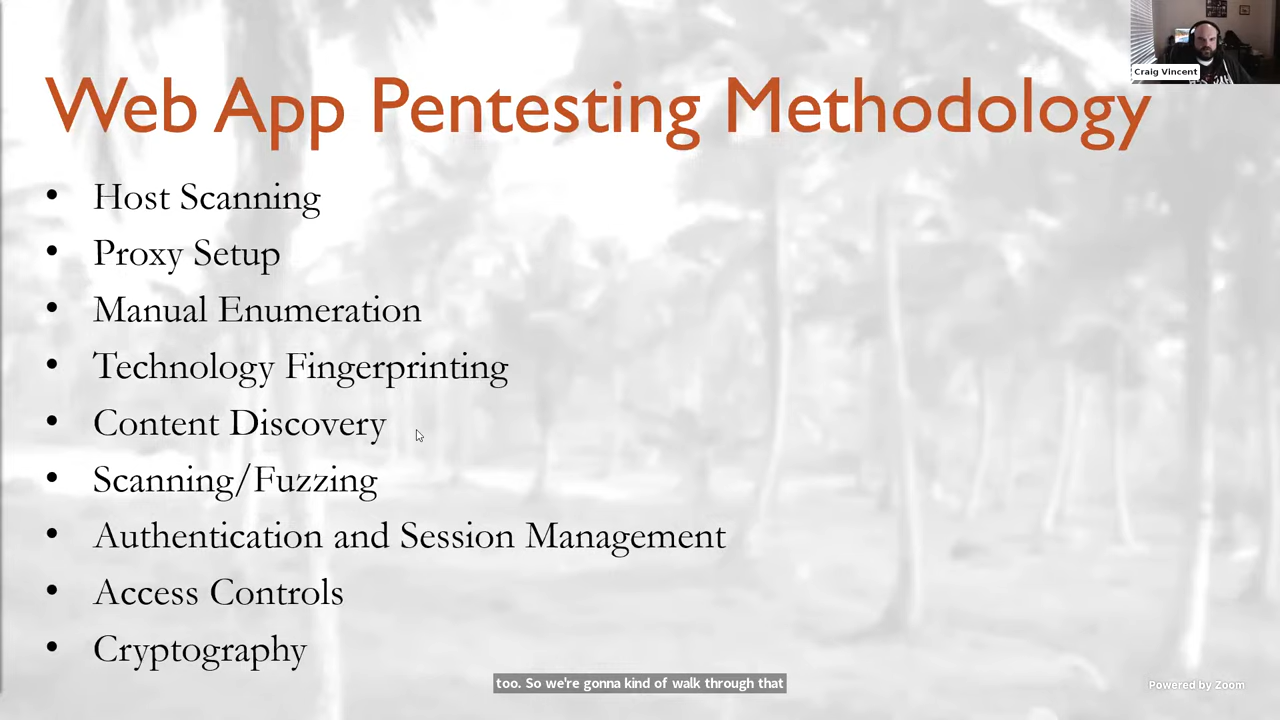 Craig Vincent
Web App Pentesting Methodology
• Host Scanning
• Proxy Setup
• Manual Enumeration
• Technology Fingerprinting
• Content Discovery
• Scanning/Fuzzing
• Authentication and Session Management
• Access Controls
• Cryptography
too. So we're gonna kind of walk through that
Powered by Zoom